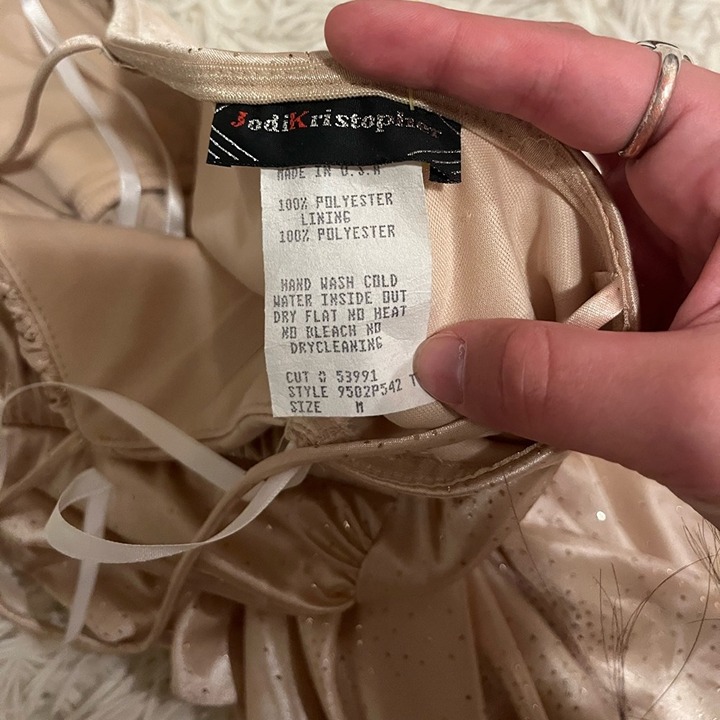 JodiKristopher
MADE IN U.S.A
100% POLYESTER
LINING
100% POLYESTER
HAND WASH COLD
WATER INSIDE OUT
DRY FLAT NO HEAT
NO BLEACH NO
DRYCLEANING
CUT # 53991
STYLE 9502P542 T
SIZE M